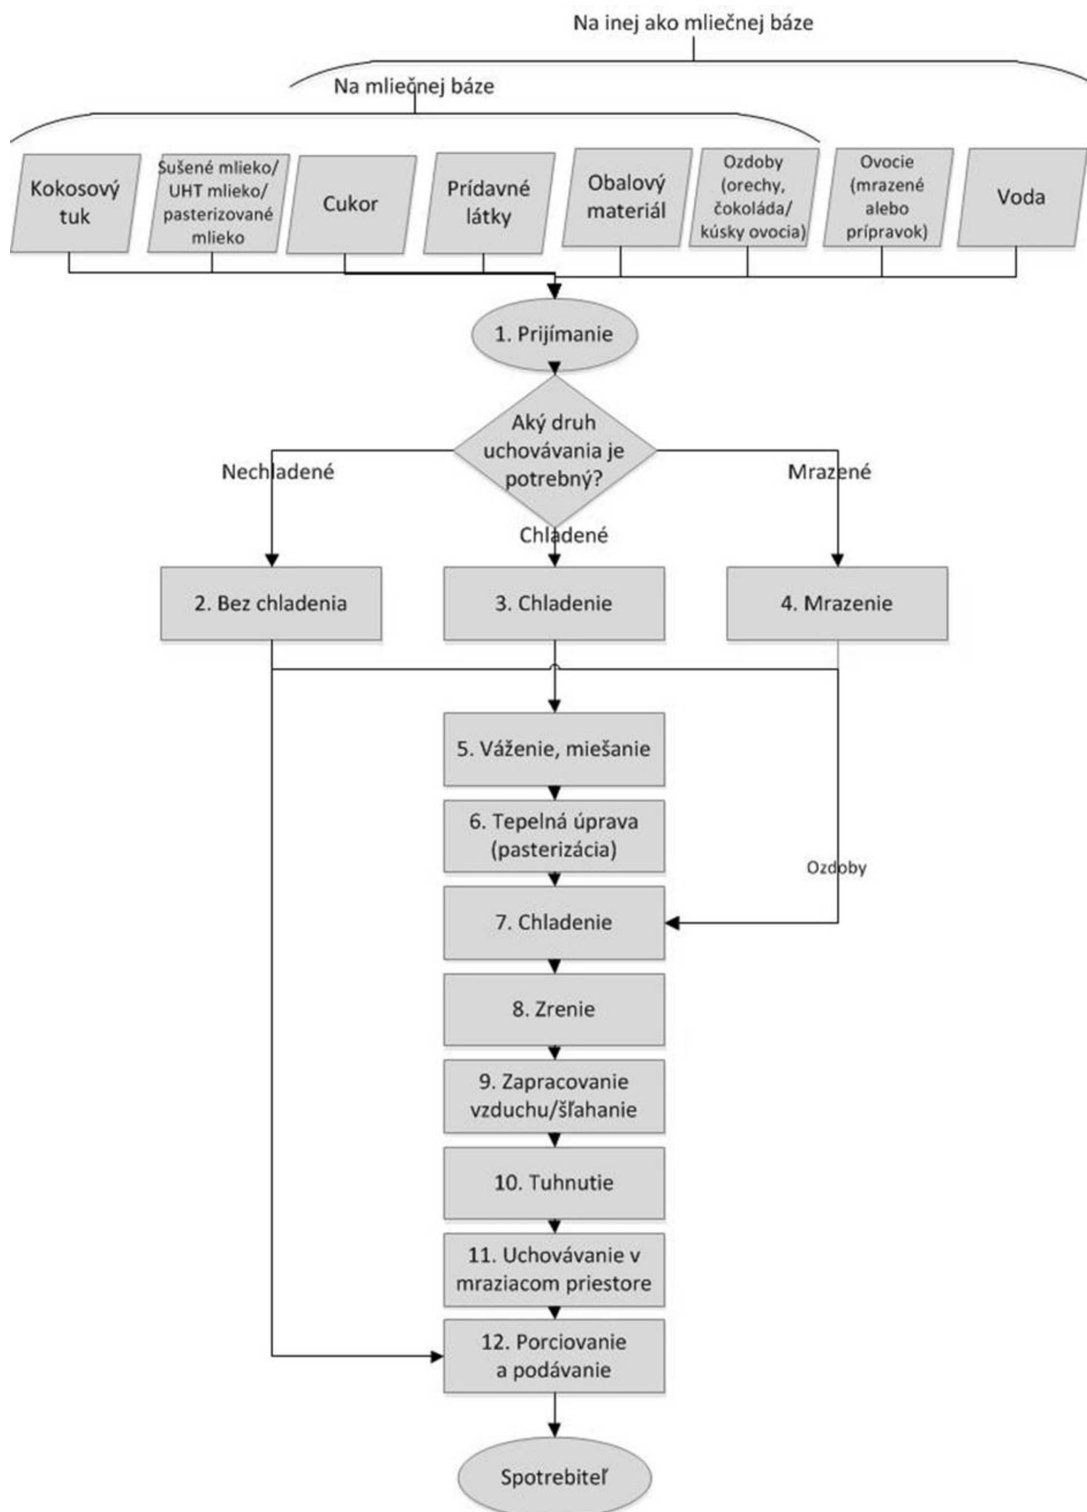 Na inej ako mliečnej báze
Na mliečnej báze
Kokosový
tuk
Sušené mlieko/
UHT mlieko/
pasterizované
mlieko
Cukor
Prídavné
látky
Obalový
materiál
Ozdoby
(orechy,
čokoláda/
kúsky ovocia)
Ovocie
(mrazené
alebo
prípravok)
Voda
1. Prijímanie
Aký druh
uchovávania je
potrebný?
Nechladené
Mrazené
Chladené
2. Bez chladenia
3. Chladenie
4. Mrazenie
5. Váženie, miešanie
6. Tepelná úprava
(pasterizácia)
Ozdoby
7. Chladenie
8. Zrenie
9. Zapracovanie
vzduchu/šľahanie
10. Tuhnutie
11. Uchovávanie v
mraziacom priestore
12. Porciovanie
a podávanie
Spotrebiteľ